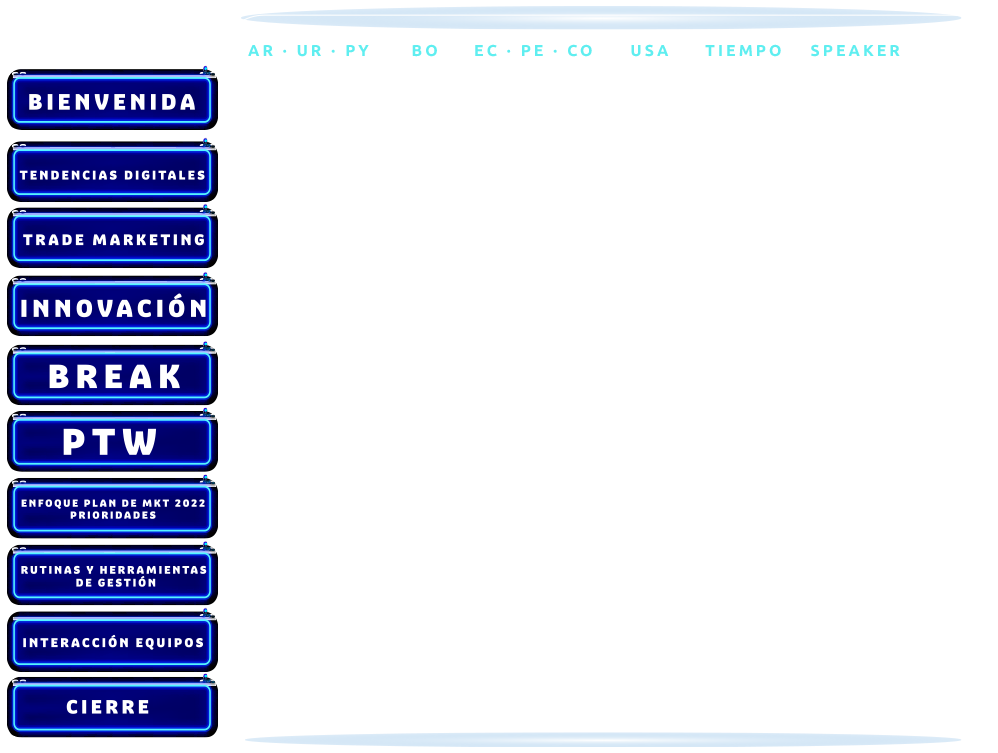 AR · UR · PY BO EC · PE · CO USA TIEMPO SPEAKER
BIENVENIDA
TENDENCIAS DIGITALES
TRADE MARKETING
INNOVACIÓN
BREAK
PTW
ENFOQUE PLAN DE MKT 2022
PRIORIDADES
RUTINAS Y HERRAMIENTAS
DE GESTIÓN
INTERACCIÓN EQUIPOS
CIERRE